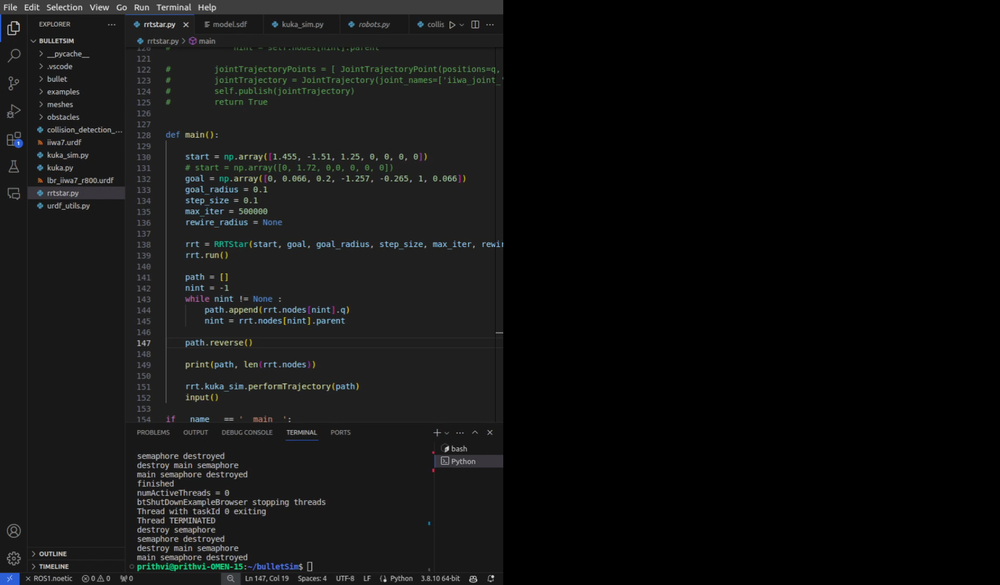 File Edit Selection View Go Run Terminal Help
EXPLORER
rrtstar.py
model.sdf
kuka_sim.py
robots.py
collis
BULLETSIM
rrtstar.py > main
__pycache__
.vscode
bullet
examples
meshes
obstacles
collision_detection_...
iiwa7.urdf
kuka_sim.py
kuka.py
lbr_iiwa7_r800.urdf
rrtstar.py
urdf_utils.py
120 # nint = self.nodes[nint].parent
121
122 # jointTrajectoryPoints = [ JointTrajectoryPoint(positions=q,
123 # jointTrajectory = JointTrajectory(joint_names=['iiwa_joint_
124 # self.publish(jointTrajectory)
125 # return True
126
127
128 def main():
129
130 start = np.array([1.455, -1.51, 1.25, 0, 0, 0, 0])
131 # start = np.array([0, 1.72, 0,0, 0, 0, 0])
132 goal = np.array([0, 0.066, 0.2, -1.257, -0.265, 1, 0.066])
133 goal_radius = 0.1
134 step_size = 0.1
135 max_iter = 500000
136 rewire_radius = None
137
138 rrt = RRTStar(start, goal, goal_radius, step_size, max_iter, rewir
139 rrt.run()
140
141 path = []
142 nint = -1
143 while nint != None :
144 path.append(rrt.nodes[nint].q)
145 nint = rrt.nodes[nint].parent
146
147 path.reverse()
148
149 print(path, len(rrt.nodes))
150
151 rrt.kuka_sim.performTrajectory(path)
152 input()
153
154 if __name__ == '__main__':
PROBLEMS OUTPUT DEBUG CONSOLE TERMINAL PORTS
bash
Python
semaphore destroyed
destroy main semaphore
main semaphore destroyed
finished
numActiveThreads = 0
btShutDownExampleBrowser stopping threads
Thread with taskId 0 exiting
Thread TERMINATED
destroy semaphore
semaphore destroyed
destroy main semaphore
main semaphore destroyed
prithvi@prithvi-OMEN-15:~/bulletSim$
OUTLINE
TIMELINE
1
ROS1.noetic 0 0 0 Ln 147, Col 19 Spaces: 4 UTF-8 LF Python 3.8.10 64-bit